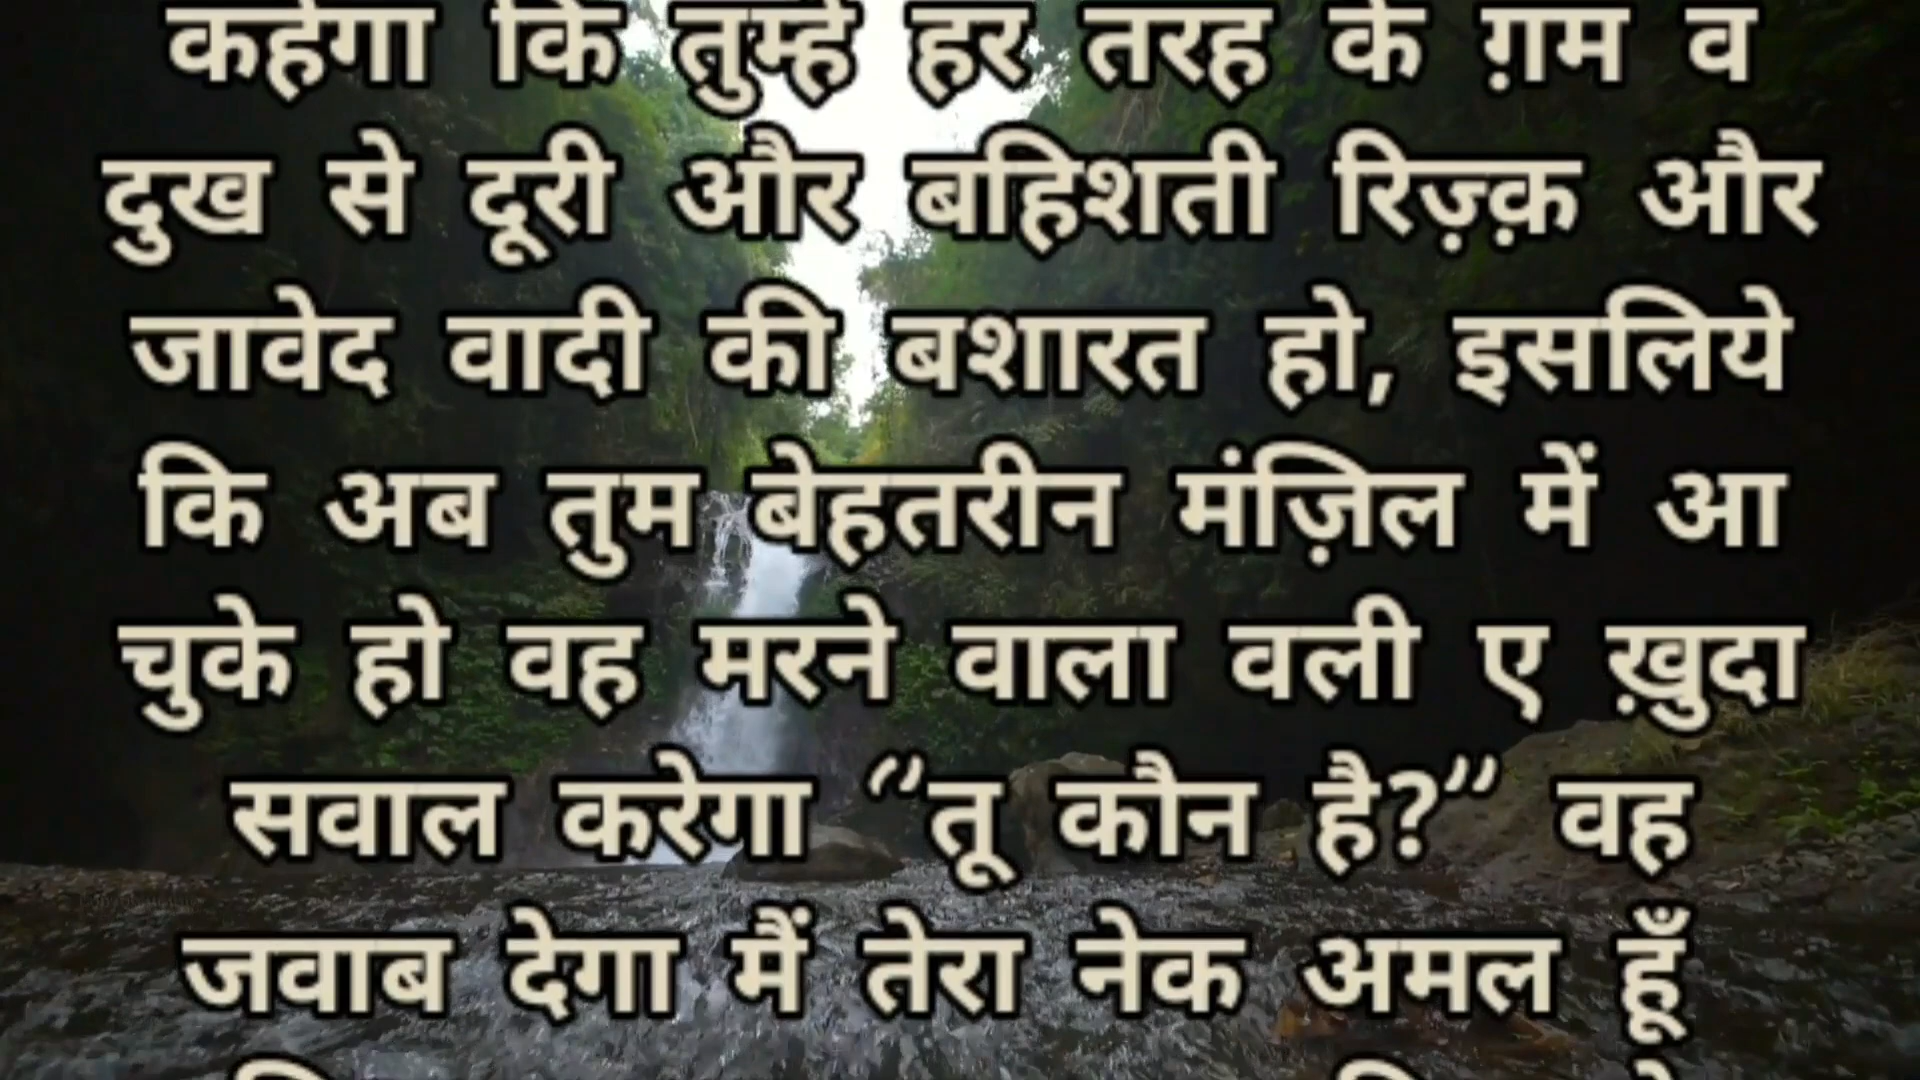 कहेगा कि तुम्हे हर तरह के ग़म व
दुख से दूरी और बहिशती रिज़्क़ और
जावेद वादी की बशारत हो, इसलिये
कि अब तुम बेहतरीन मंज़िल में आ
चुके हो वह मरने वाला वली ए ख़ुदा
सवाल करेगा “तू कौन है?” वह
जवाब देगा मैं तेरा नेक अमल हूँ